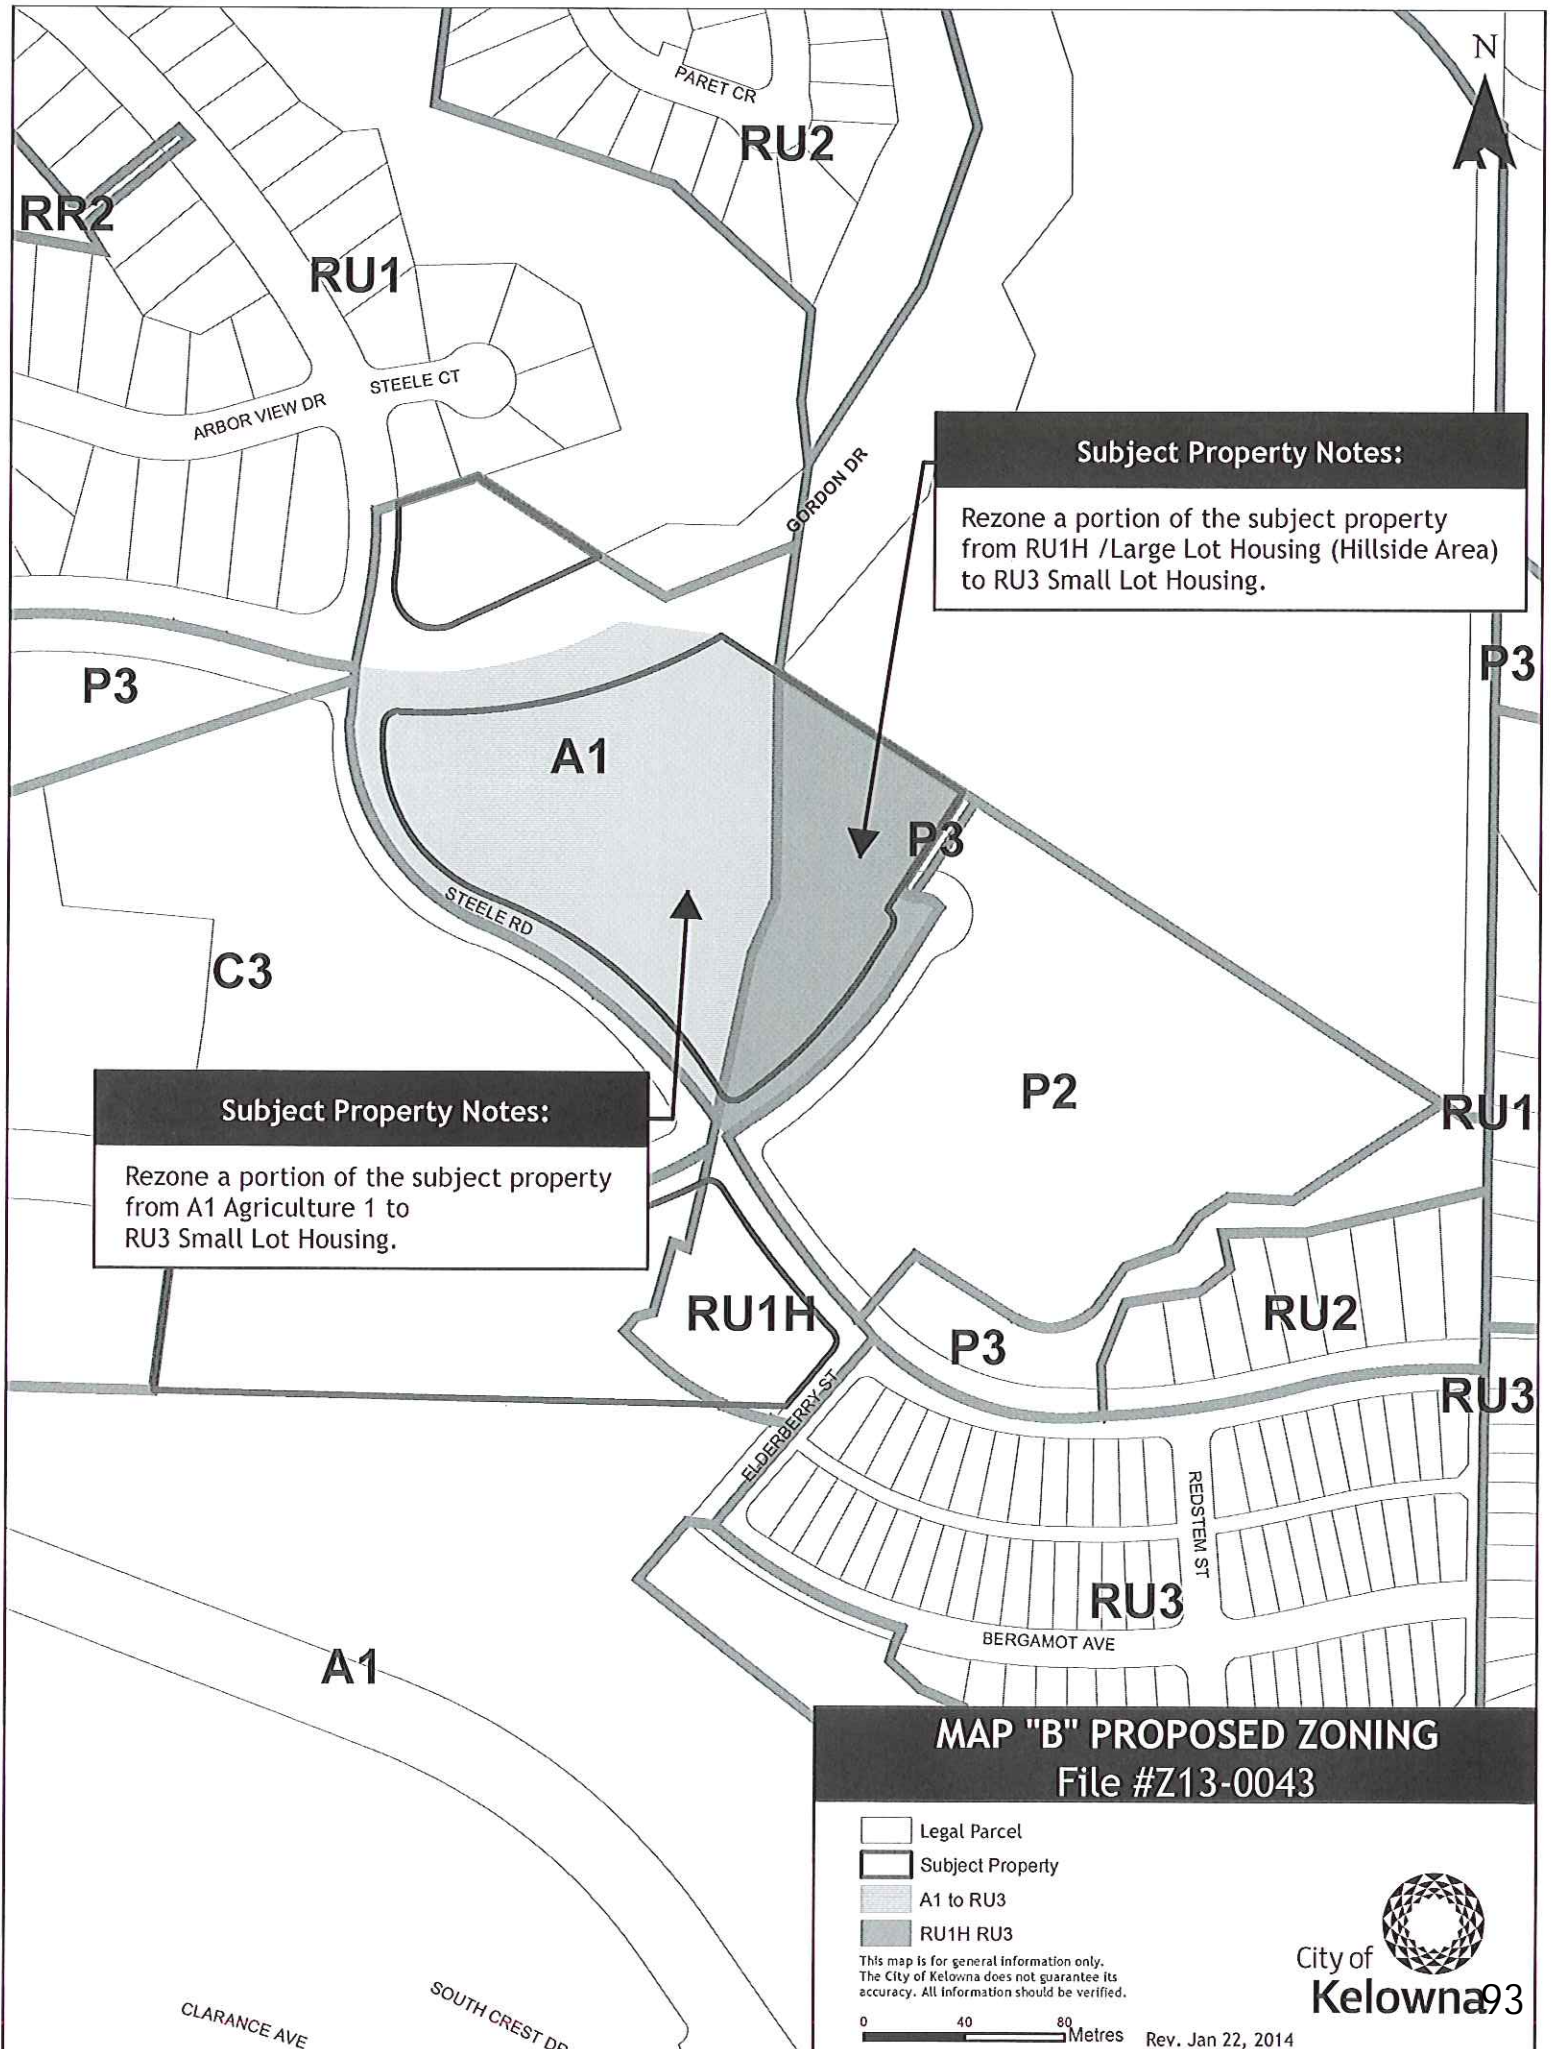 N
PARET CR
RU2
A1
RR2
RU1
STEELE CT
ARBOR VIEW DR
GORDON DR
Subject Property Notes:
Rezone a portion of the subject property
from RU1H /Large Lot Housing (Hillside Area)
to RU3 Small Lot Housing.
P3
P3
A1
P3
STEELE RD
C3
P2
RU1
Subject Property Notes:
Rezone a portion of the subject property
from A1 Agriculture 1 to
RU3 Small Lot Housing.
RU1H
RU2
P3
RU3
ELDERBERRY ST
REDSTEM ST
RU3
BERGAMOT AVE
A1
MAP "B" PROPOSED ZONING
File #Z13-0043
Legal Parcel
Subject Property
A1 to RU3
RU1H RU3
This map is for general information only.
The City of Kelowna does not guarantee its
accuracy. All information should be verified.
City of
Kelowna
93
0 40 80
Metres
Rev. Jan 22, 2014
CLARANCE AVE
SOUTH CREST DR